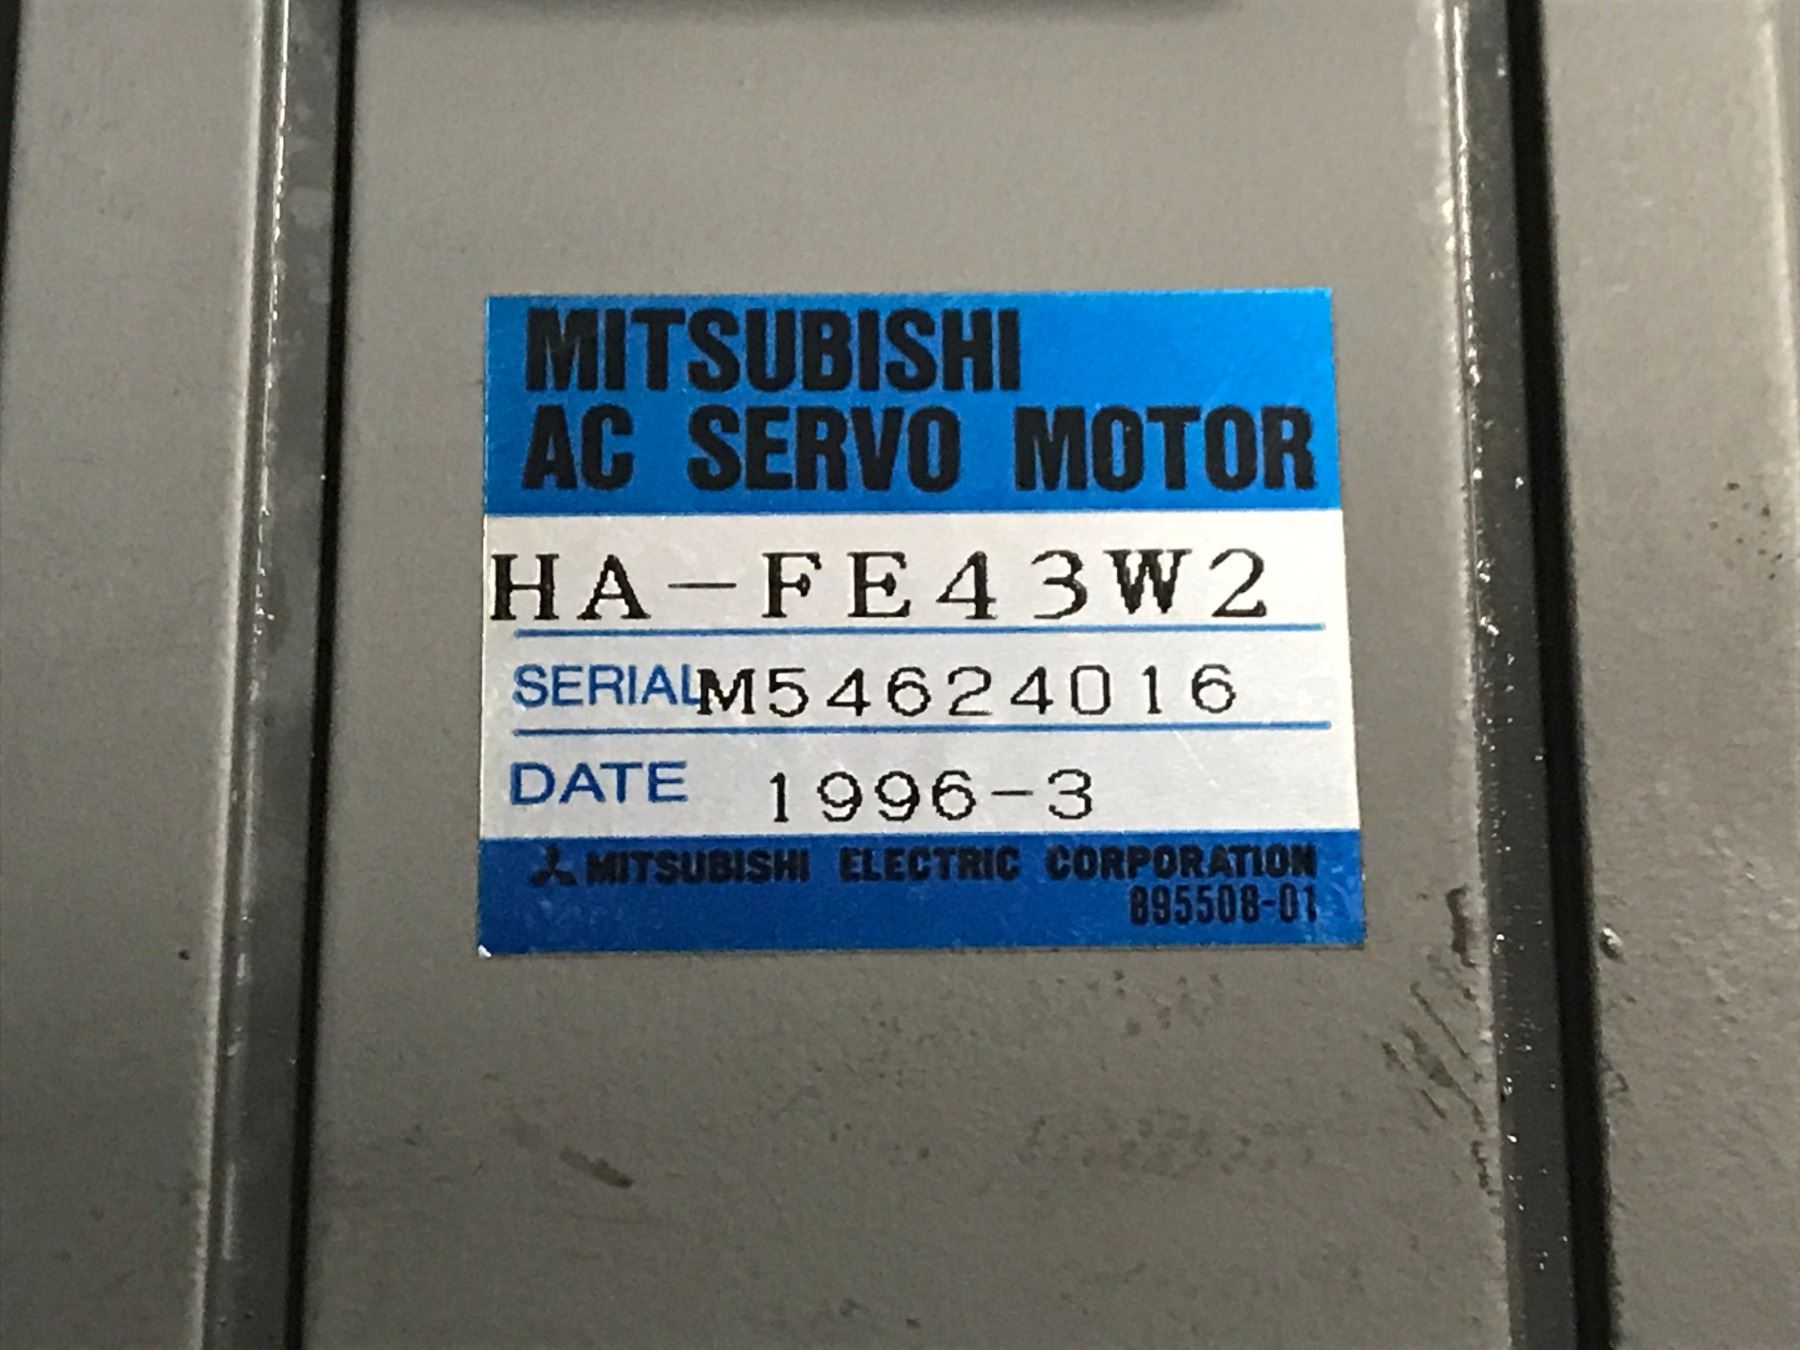 MITSUBISHI
AC SERVO MOTOR
HA-FE43W2
SERIAL M54624016
DATE 1996-3
MITSUBISHI ELECTRIC CORPORATION
895508-01